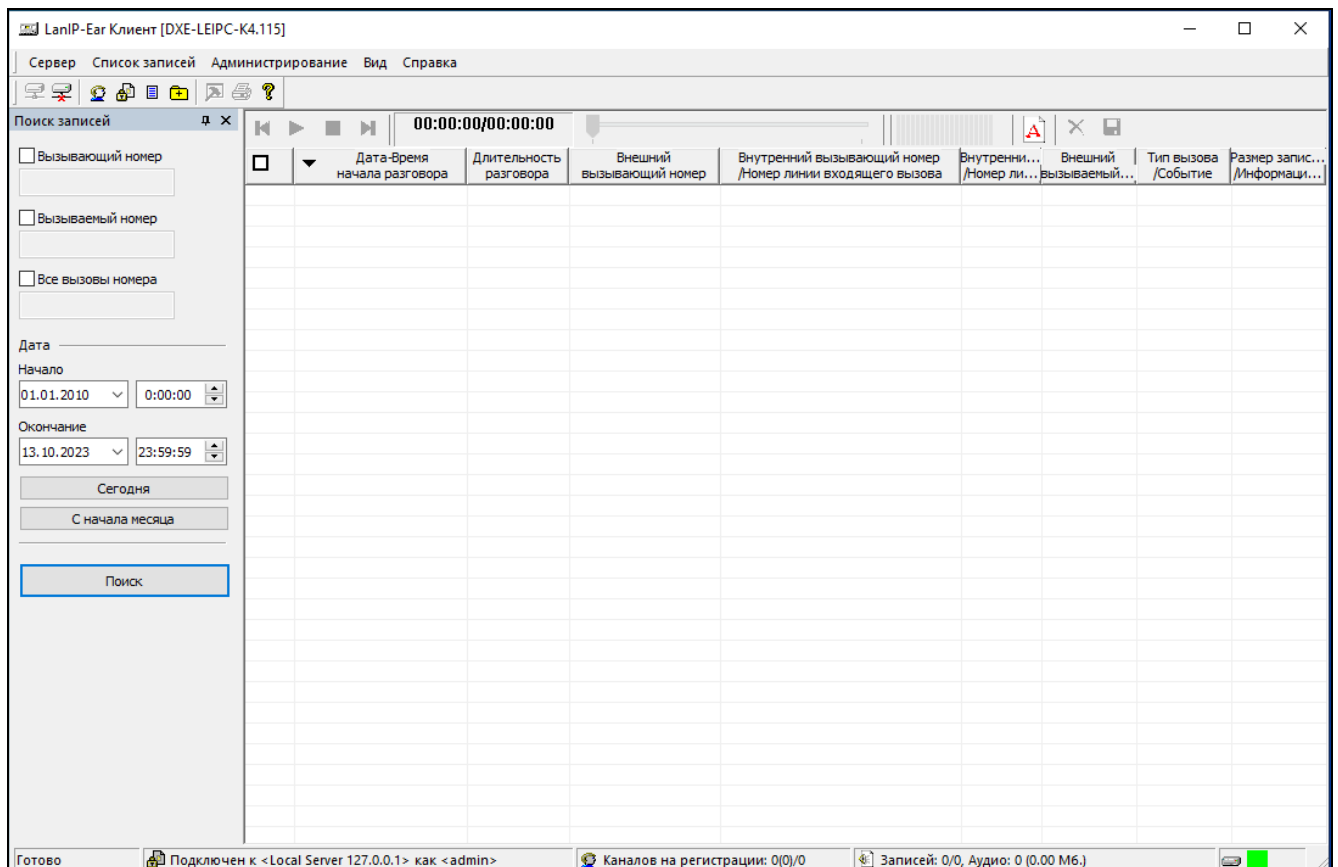 LanIP-Ear Клиент [DXE-LEIPC-K4.115]
Сервер Список записей Администрирование Вид Справка
Поиск записей
00:00:00/00:00:00
A
Вызывающий номер
Дата-Время
начала разговора
Длительность
разговора
Внешний
вызывающий номер
Внутренний вызывающий номер
/Номер линии входящего вызова
Внутренни...
/Номер ли...
Внешний
вызываемый...
Тип вызова
/Событие
Размер запис...
/Информаци...
Вызываемый номер
Все вызовы номера
Дата
Начало
01.01.2010 0:00:00
Окончание
13.10.2023 23:59:59
Сегодня
С начала месяца
Поиск
Готово
Подключен к <Local Server 127.0.0.1> как <admin>
Каналов на регистрации: 0(0)/0
Записей: 0/0, Аудио: 0 (0.00 Мб.)